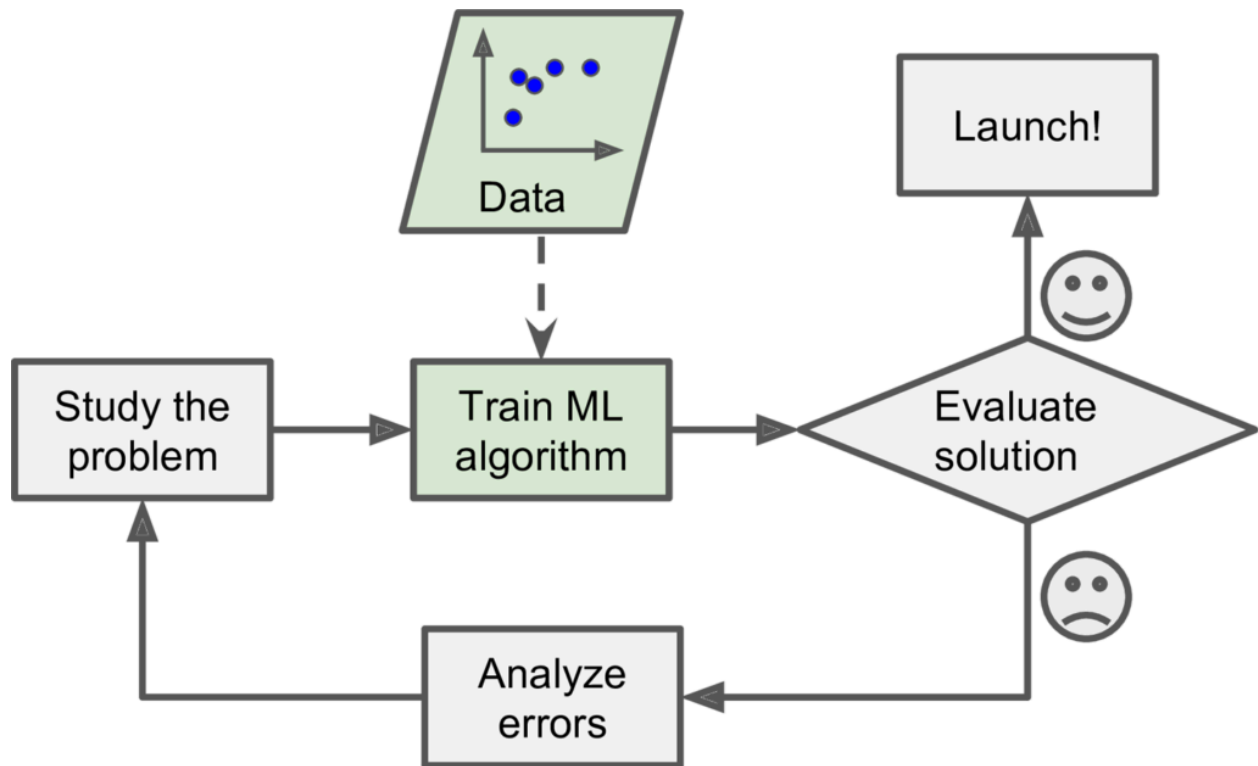 Data
Launch!
Study the
problem
Train ML
algorithm
Evaluate
solution
Analyze
errors